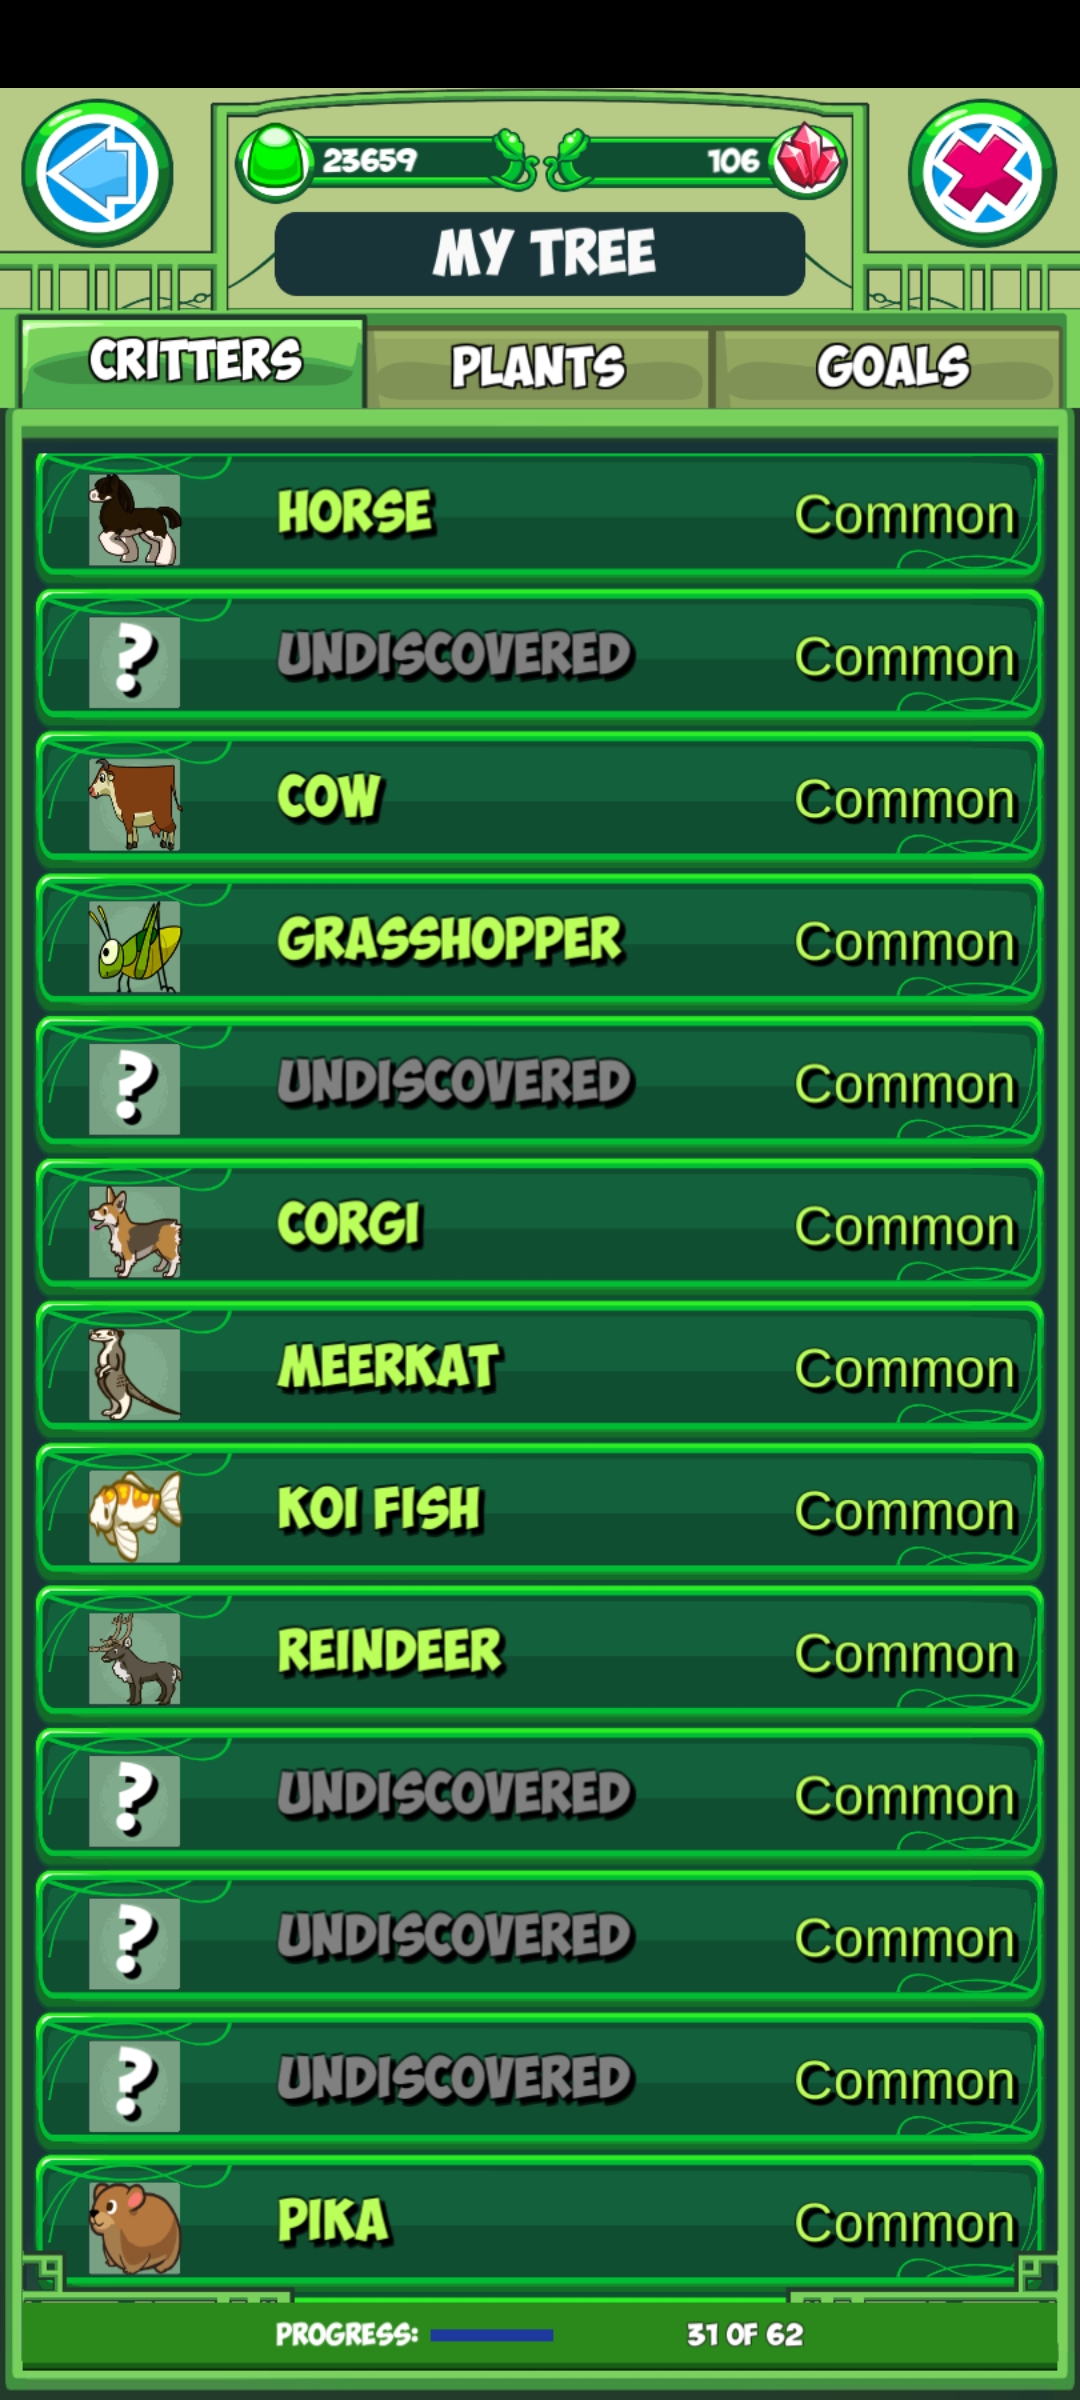 23659
106
MY TREE
CRITTERS
PLANTS
GOALS
HORSE Common
? UNDISCOVERED Common
COW Common
GRASSHOPPER Common
? UNDISCOVERED Common
CORGI Common
MEERKAT Common
KOI FISH Common
REINDEER Common
? UNDISCOVERED Common
? UNDISCOVERED Common
? UNDISCOVERED Common
PIKA Common
PROGRESS: 31 OF 62